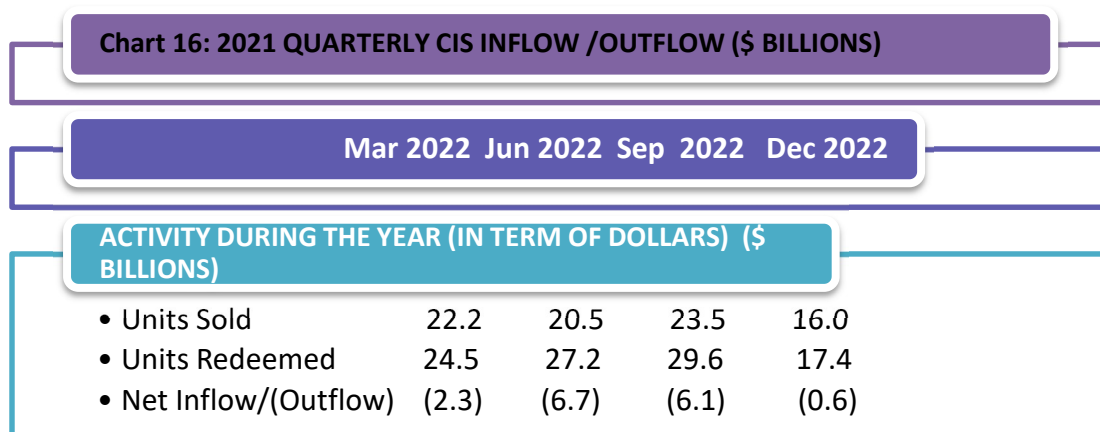 Chart 16: 2021 QUARTERLY CIS INFLOW /OUTFLOW ($ BILLIONS)
Mar 2022 Jun 2022 Sep 2022 Dec 2022
ACTIVITY DURING THE YEAR (IN TERM OF DOLLARS) ($
BILLIONS)
• Units Sold 22.2 20.5 23.5 16.0
• Units Redeemed 24.5 27.2 29.6 17.4
• Net Inflow/(Outflow) (2.3) (6.7) (6.1) (0.6)